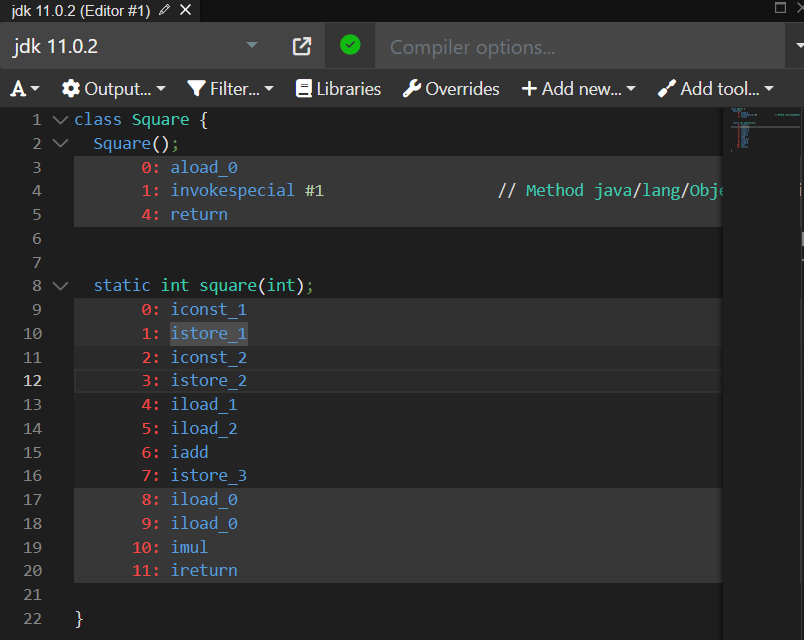 jdk 11.0.2 (Editor #1)
jdk 11.0.2
Compiler options...
A Output... Filter... Libraries Overrides Add new... Add tool...
1 class Square {
2 Square();
3 0: aload_0
4 1: invokespecial #1 // Method java/lang/Obje
5 4: return
6
7
8 static int square(int);
9 0: iconst_1
10 1: istore_1
11 2: iconst_2
12 3: istore_2
13 4: iload_1
14 5: iload_2
15 6: iadd
16 7: istore_3
17 8: iload_0
18 9: iload_0
19 10: imul
20 11: ireturn
21
22 }